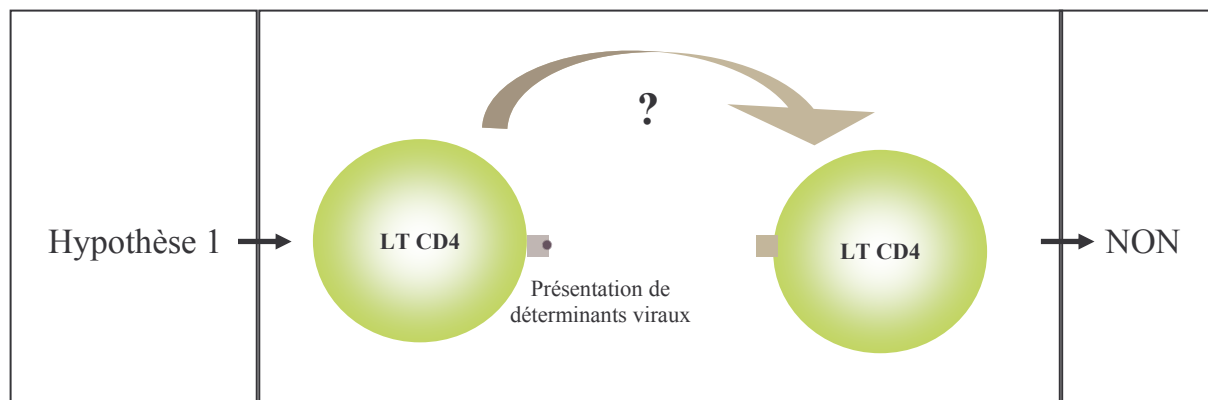 Hypothèse 1
?
LT CD4
Présentation de
déterminants viraux
LT CD4
NON